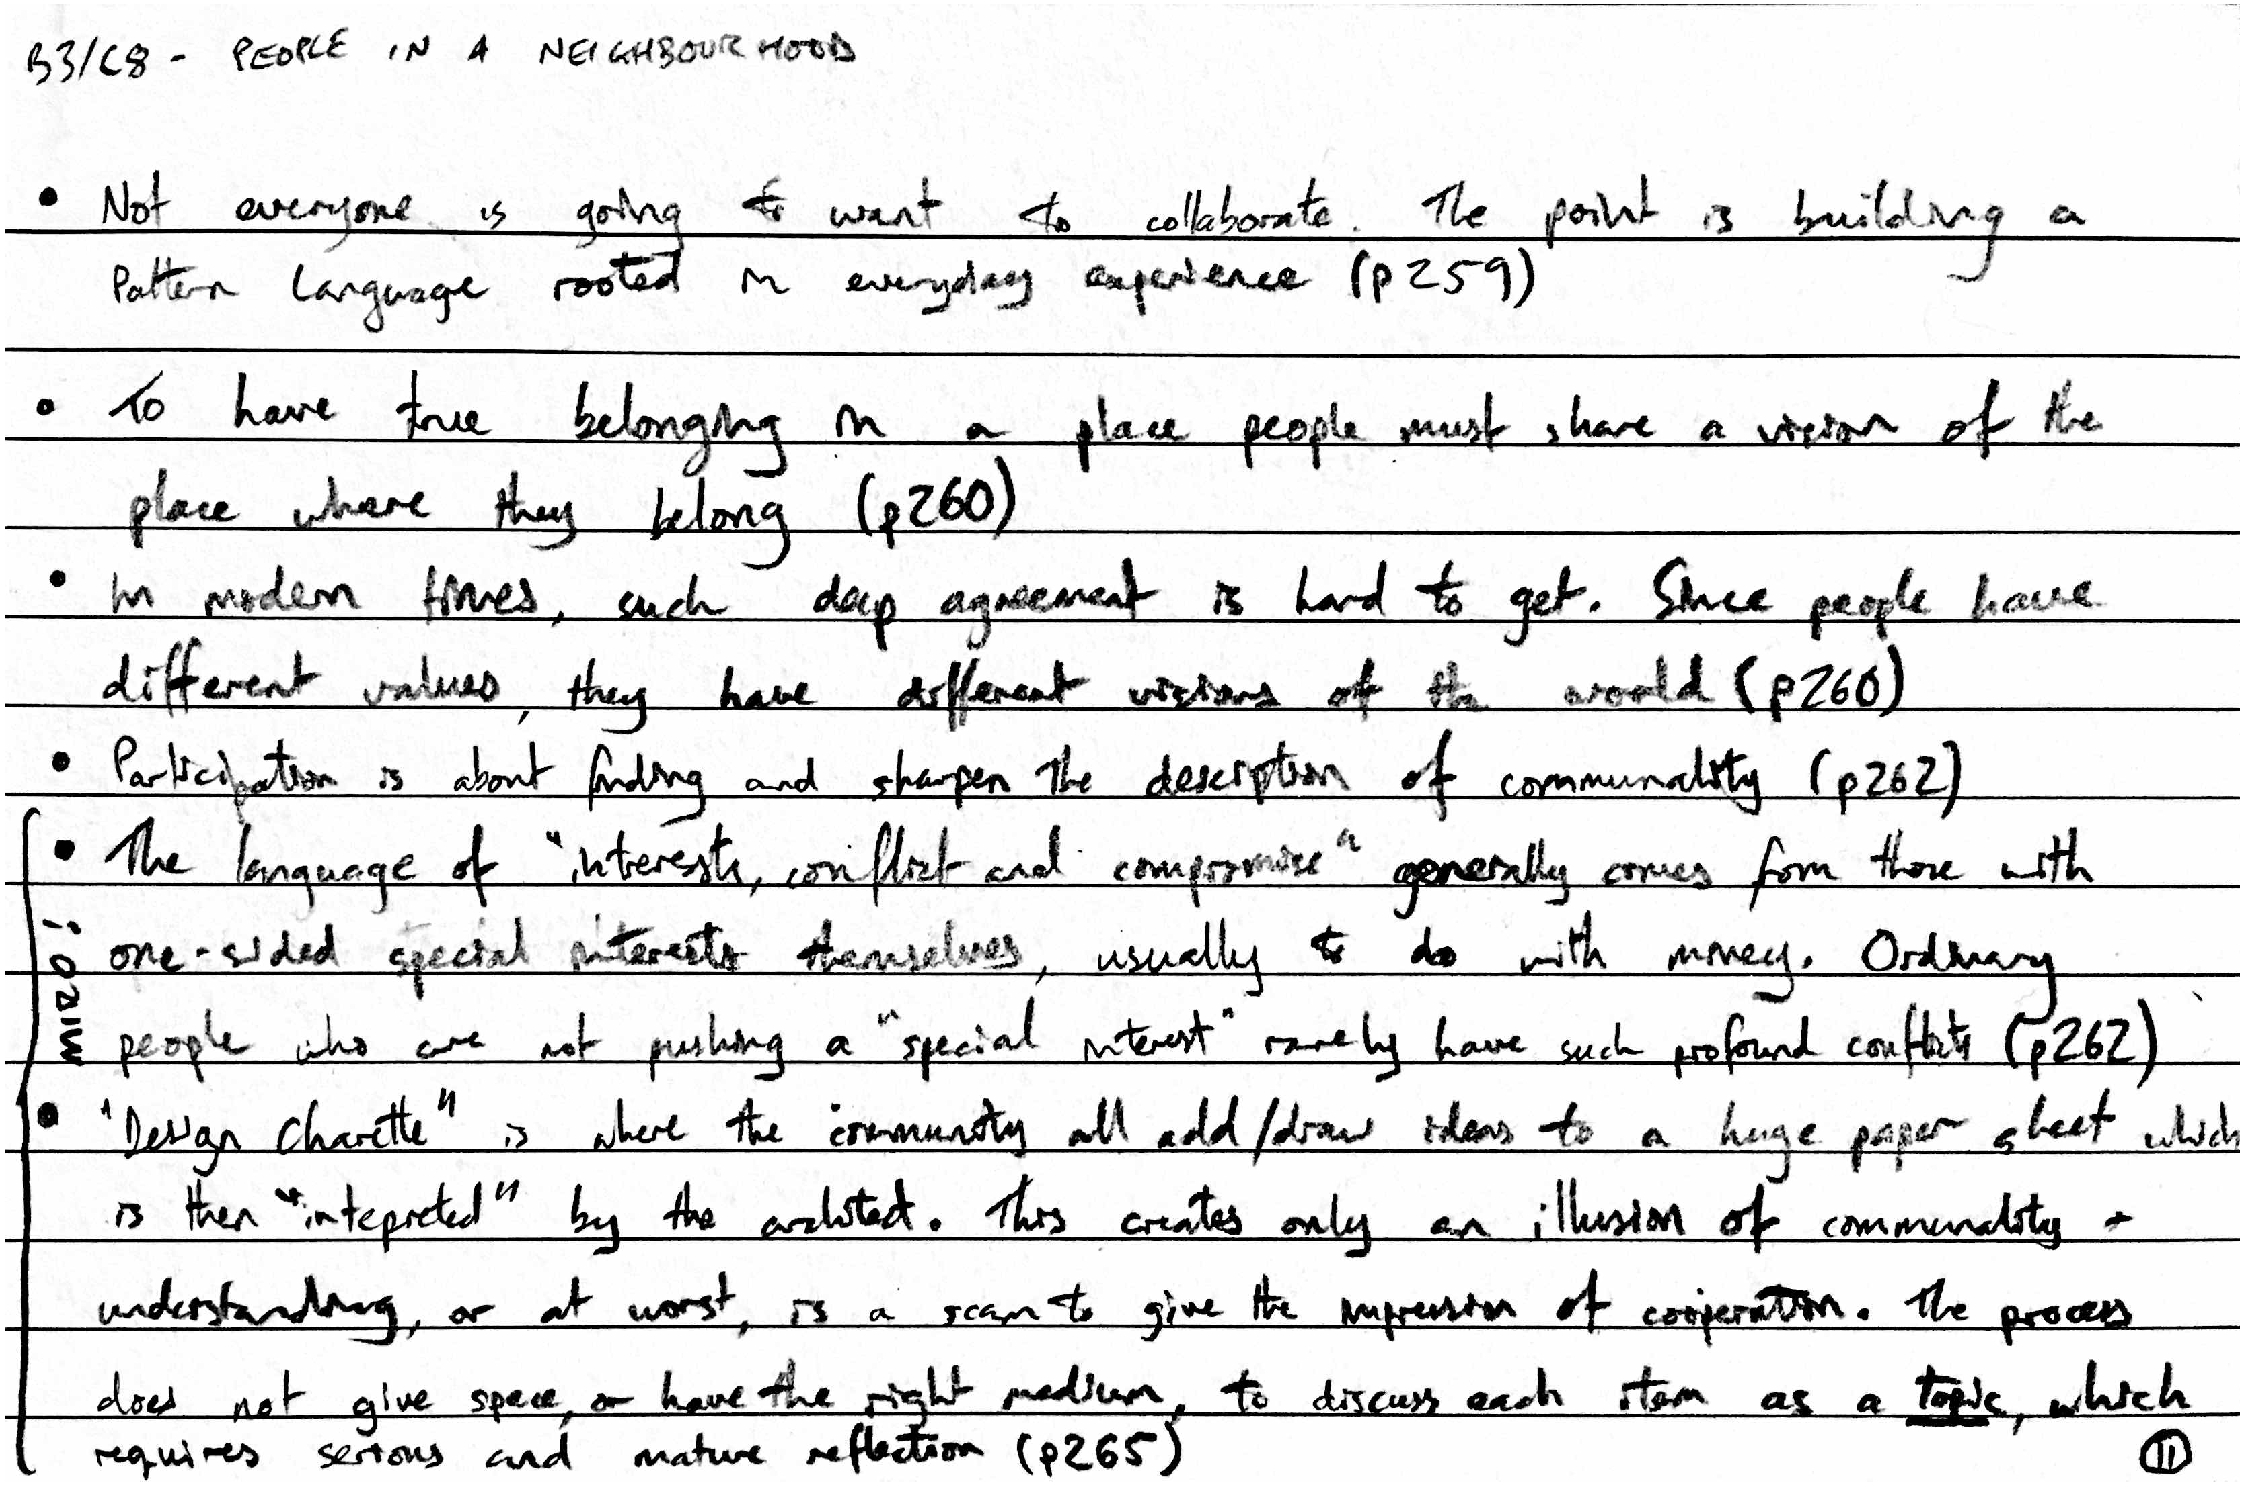 B3/C8 - PEOPLE IN A NEIGHBOURHOOD
• Not everyone is going to want to collaborate. The point is building a
Pattern Language rooted in everyday experience (p259)
• To have true belonging in a place people must share a vision of the
place where they belong (p260)
• In modern times, such deep agreement is hard to get. Since people have
different values, they have different visions of the world (p260)
• Participation is about finding and sharpen the description of communality (p262)
• The language of "interests, conflict and compromise" generally comes from those with
one-sided special interests themselves, usually to do with money. Ordinary
people who are not pushing a "special interest" rarely have such profound conflicts (p262)
• "Design Charette" is where the community all add/draw ideas to a huge paper sheet which
is then "intepreted" by the architect. This creates only an illusion of communality +
understanding, or at worst, is a scam to give the impression of cooperation. The process
does not give space, or have the right medium, to discuss each item as a topic, which
requires serious and mature reflection (p265)
MIRO!
11